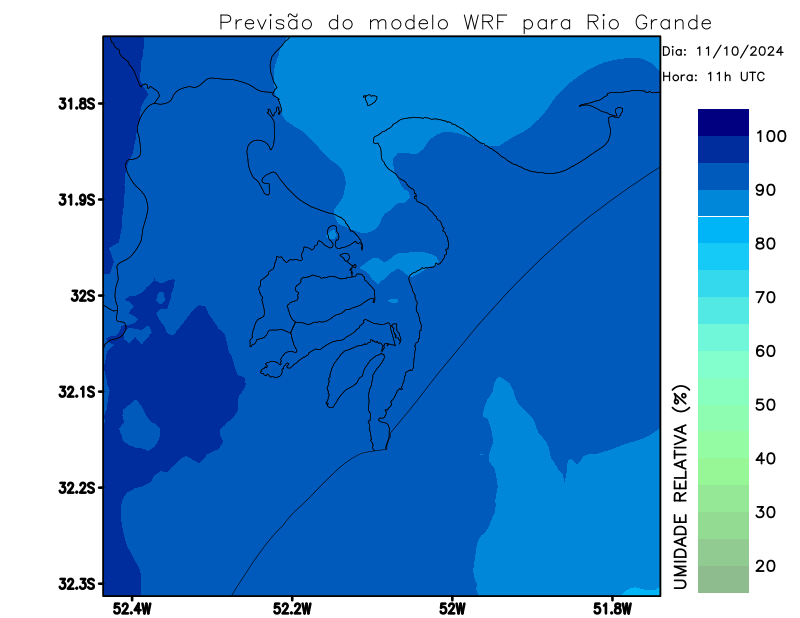 Previsão do modelo WRF para Rio Grande
Dia: 11/10/2024
Hora: 11h UTC
31.8S
31.9S
32S
32.1S
32.2S
32.3S
52.4W
52.2W
52W
51.8W
100
90
80
70
60
50
40
30
20
UMIDADE RELATIVA (%)